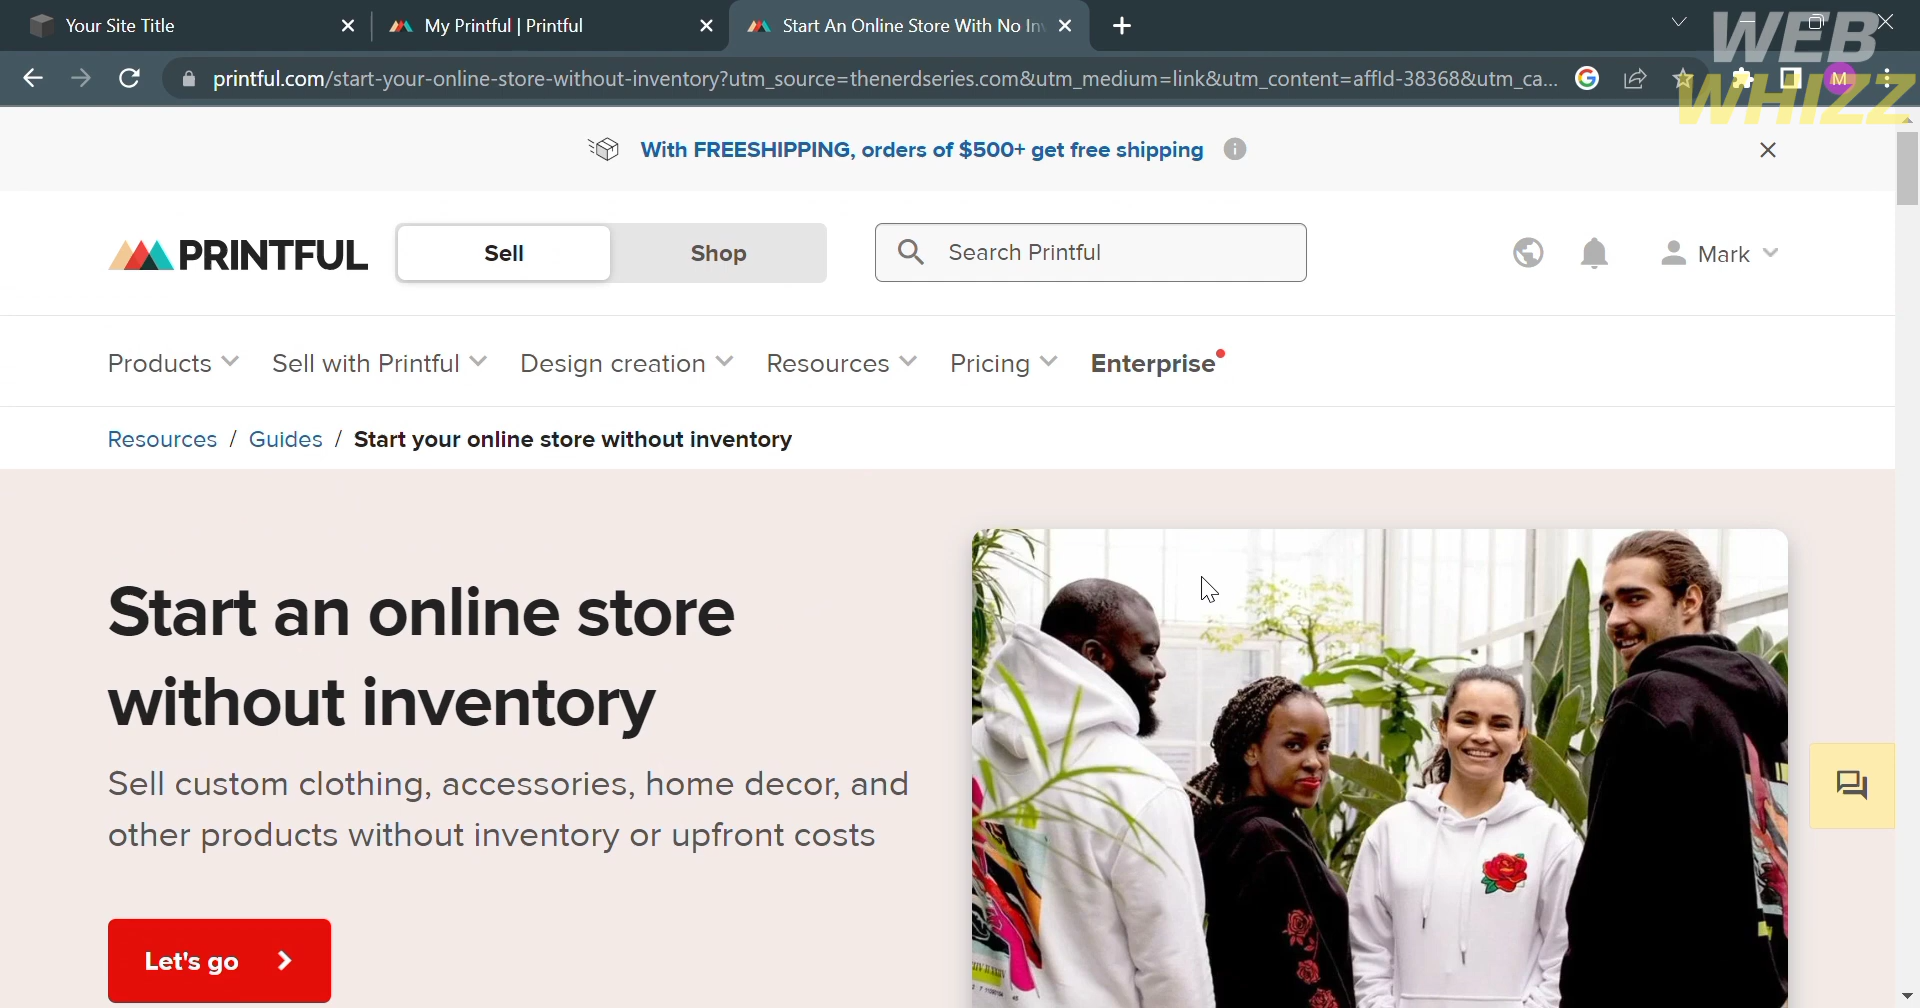 Your Site Title
My Printful | Printful
Start An Online Store With No In
printful.com/start-your-online-store-without-inventory?utm_source=thenerdseries.com&utm_medium=link&utm_content=affId-38368&utm_ca...
M
WEB
WHIZZ
With FREESHIPPING, orders of $500+ get free shipping
PRINTFUL
Sell
Shop
Search Printful
Mark
Products
Sell with Printful
Design creation
Resources
Pricing
Enterprise
Resources / Guides / Start your online store without inventory
Start an online store
without inventory
Sell custom clothing, accessories, home decor, and
other products without inventory or upfront costs
Let's go